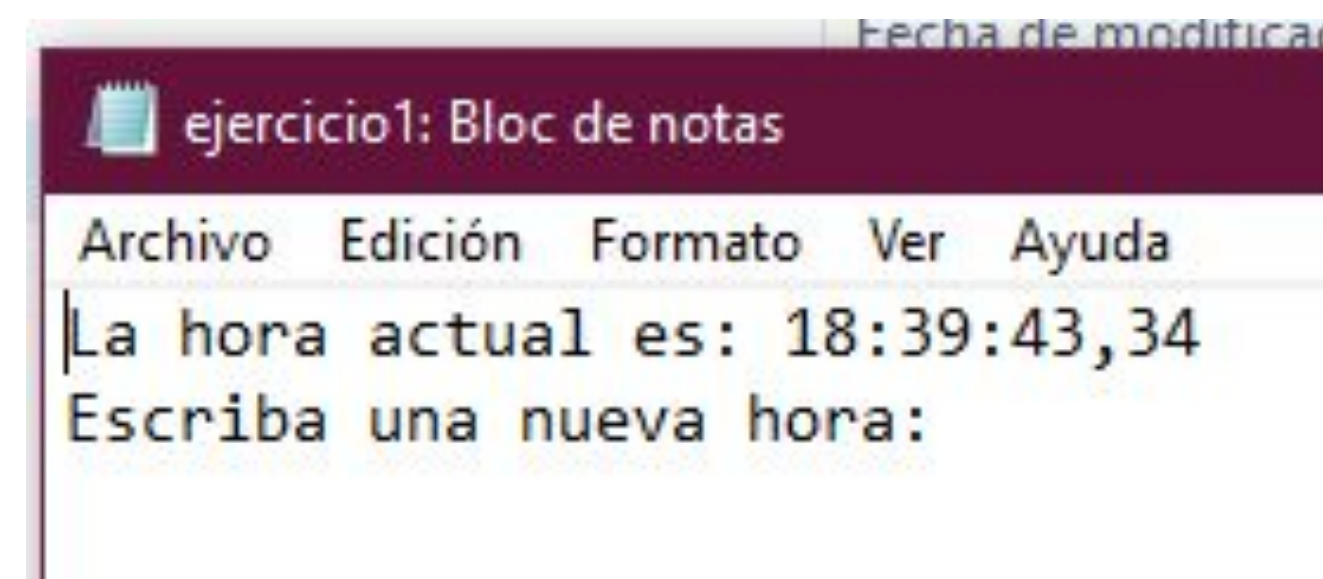 Fecha de modificac
ejercicio1: Bloc de notas
Archivo Edición Formato Ver Ayuda
La hora actual es: 18:39:43,34
Escriba una nueva hora: